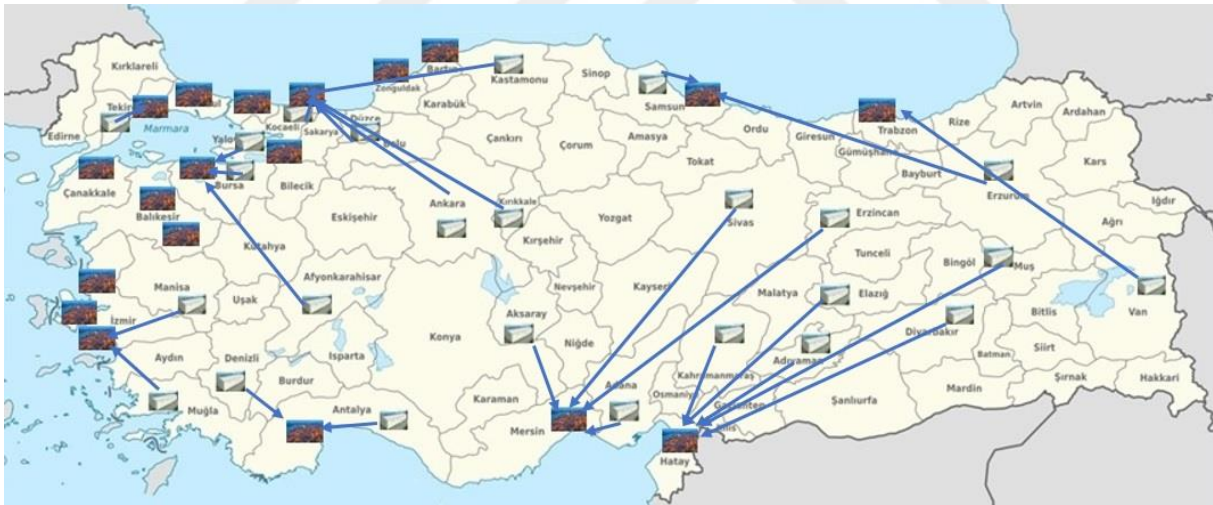 Kırklareli
Edirne
Marmara
Çanakkale
Balıkesir
Bursa
Bilecik
Kocaeli
Sakarya
Düzce
Bolu
Zonguldak
Bartın
Karabük
Kastamonu
Sinop
Çankırı
Çorum
Samsun
Amasya
Tokat
Ordu
Giresun
Trabzon
Gümüşhane
Rize
Artvin
Ardahan
Bayburt
Kars
Erzurum
Iğdır
Ağrı
Ankara
Kırıkkale
Kırşehir
Yozgat
Sivas
Erzincan
Tunceli
Bingöl
Muş
Eskişehir
Kütahya
Afyonkarahisar
Manisa
Uşak
İzmir
Aydın
Denizli
Muğla
Burdur
Isparta
Antalya
Konya
Aksaray
Nevşehir
Niğde
Kayseri
Karaman
Mersin
Adana
Osmaniye
Kahramanmaraş
Malatya
Elazığ
Adıyaman
Gaziantep
Kilis
Hatay
Şanlıurfa
Diyarbakır
Mardin
Batman
Siirt
Bitlis
Van
Şırnak
Hakkari